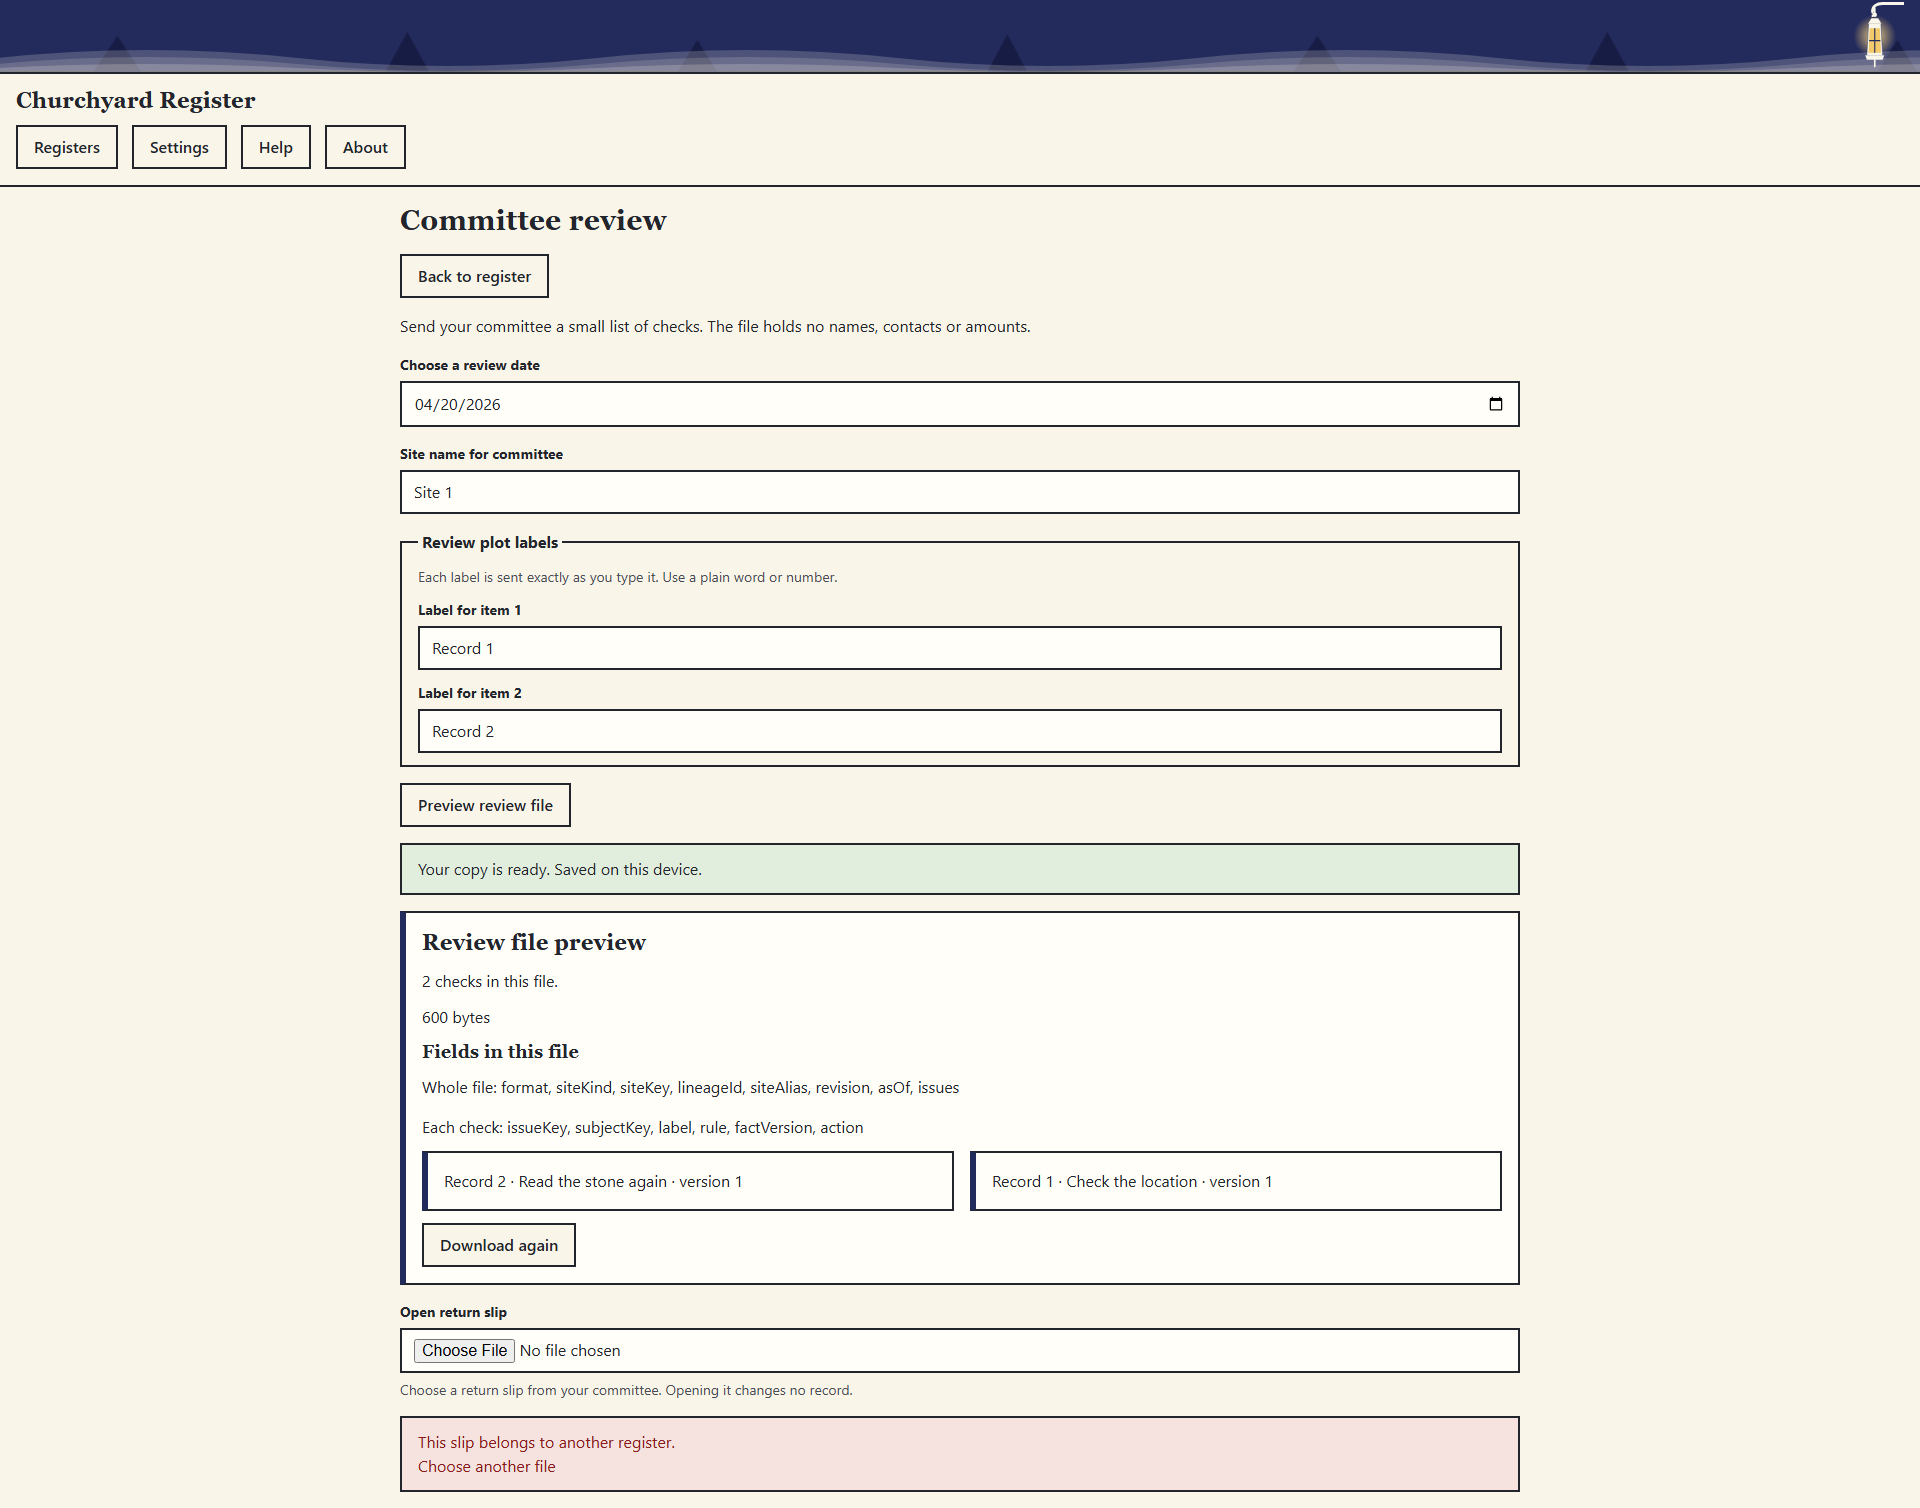 Churchyard Register
Registers
Settings
Help
About
Committee review
Back to register
Send your committee a small list of checks. The file holds no names, contacts or amounts.
Choose a review date
04/20/2026
Site name for committee
Site 1
Review plot labels
Each label is sent exactly as you type it. Use a plain word or number.
Label for item 1
Record 1
Label for item 2
Record 2
Preview review file
Your copy is ready. Saved on this device.
Review file preview
2 checks in this file.
600 bytes
Fields in this file
Whole file: format, siteKind, siteKey, lineageId, siteAlias, revision, asOf, issues
Each check: issueKey, subjectKey, label, rule, factVersion, action
Record 2 · Read the stone again · version 1
Record 1 · Check the location · version 1
Download again
Open return slip
Choose File No file chosen
Choose a return slip from your committee. Opening it changes no record.
This slip belongs to another register.
Choose another file